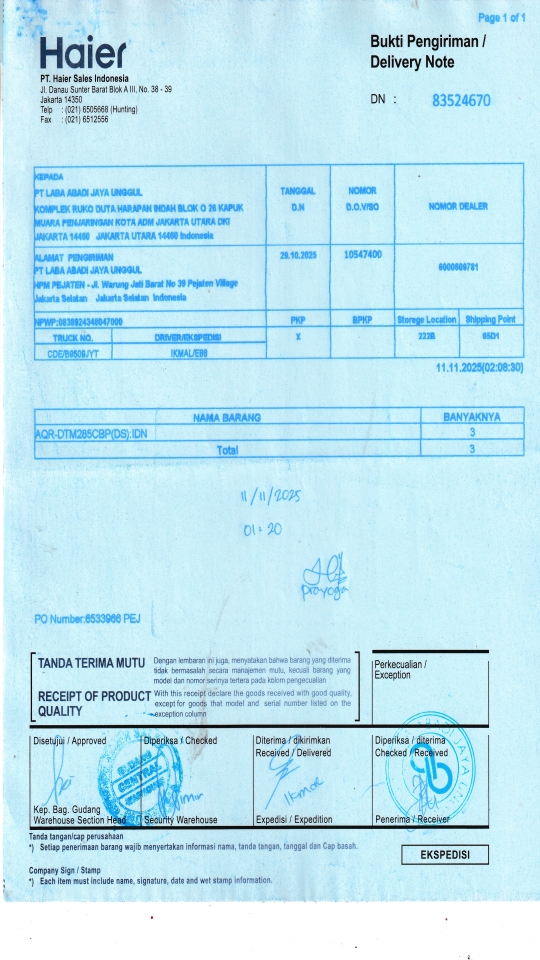 Page 1 of 1
Haier
Bukti Pengiriman /
Delivery Note
PT. Haier Sales Indonesia
Jl. Danau Sunter Barat Blok A III, No. 38 - 39
Jakarta 14350
Telp : (021) 6505668 (Hunting)
Fax : (021) 6512556
DN : 83524670
KEPADA
PT LABA ABADI JAYA UNGGUL
KOMPLEK RUKO DUTA HARAPAN INDAH BLOK O 26 KAPUK
MUARA PENJARINGAN KOTA ADM JAKARTA UTARA DKI
JAKARTA 14460 JAKARTA UTARA 14460 Indonesia
TANGGAL
D.N
NOMOR
D.O.V/SO
NOMOR DEALER
ALAMAT PENGIRIMAN
PT LABA ABADI JAYA UNGGUL
HPM PEJATEN - Jl. Warung Jati Barat No 39 Pejaten Village
Jakarta Selatan Jakarta Selatan Indonesia
29.10.2025
10547400
PKP BPKP Storege Location Shipping Point
TRUCK NO. DRIVER/EKSPEDISI X 222B
IKMAL/E88
11.11.2025(02:08:30)
NAMA BARANG BANYAKNYA
AQR-DTM285CBP(DS):IDN 3
Total 3
11/11/2025
01:20
prayoga
PO Number:6533966 PEJ
TANDA TERIMA MUTU
Dengan lembaran ini juga, menyatakan bahwa barang yang diterima
tidak bermasalah secara manajemen mutu, kecuali barang yang
model dan nomor serinya tertera pada kolom pengecualian
RECEIPT OF PRODUCT
QUALITY
With this receipt declare the goods received with good quality,
except for goods that model and serial number listed on the
exception column
Perkecualian /
Exception
Disetujui / Approved
Diperiksa / Checked
Diterima / dikirimkan
Received / Delivered
Diperiksa / diterima
Checked / Received
GUDANG
CENTRAL
ABADI JAYA
Ikmal
Kep. Bag. Gudang
Warehouse Section Head
Security Warehouse
Expedisi / Expedition
Penerima / Receiver
Tanda tangan/cap perusahaan
*) Setiap penerimaan barang wajib menyertakan informasi nama, tanda tangan, tanggal dan Cap basah.
EKSPEDISI
Company Sign / Stamp
*) Each item must include name, signature, date and wet stamp information.